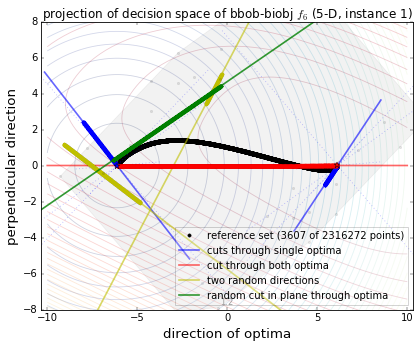 projection of decision space of bbob-biobj f₆ (5-D, instance 1)
perpendicular direction
8
6
4
2
0
−2
−4
−6
−8
reference set (3607 of 2316272 points)
cuts through single optima
cut through both optima
two random directions
random cut in plane through optima
−10
−5
0
5
10
direction of optima